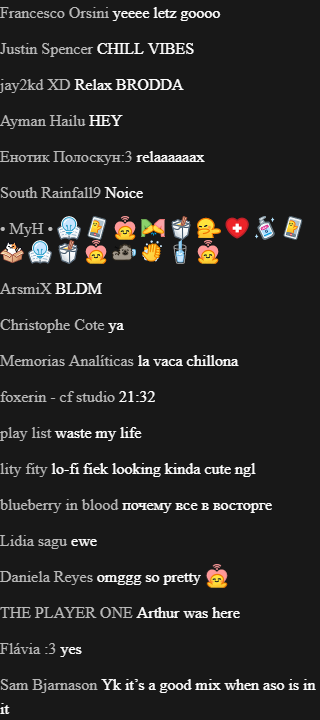 Francesco Orsini yeeee letz goooo
Justin Spencer CHILL VIBES
jay2kd XD Relax BRODDA
Ayman Hailu HEY
Енотик Полоскун:3 relaaaaaax
South Rainfall9 Noice
• MyH •
ArsmiX BLDM
Christophe Cote ya
Memorias Analíticas la vaca chillona
foxerin - cf studio 21:32
play list waste my life
lity fity lo-fi fiek looking kinda cute ngl
blueberry in blood почему все в восторге
Lidia sagu ewe
Daniela Reyes omggg so pretty
THE PLAYER ONE Arthur was here
Flávia :3 yes
Sam Bjarnason Yk it’s a good mix when aso is in
it